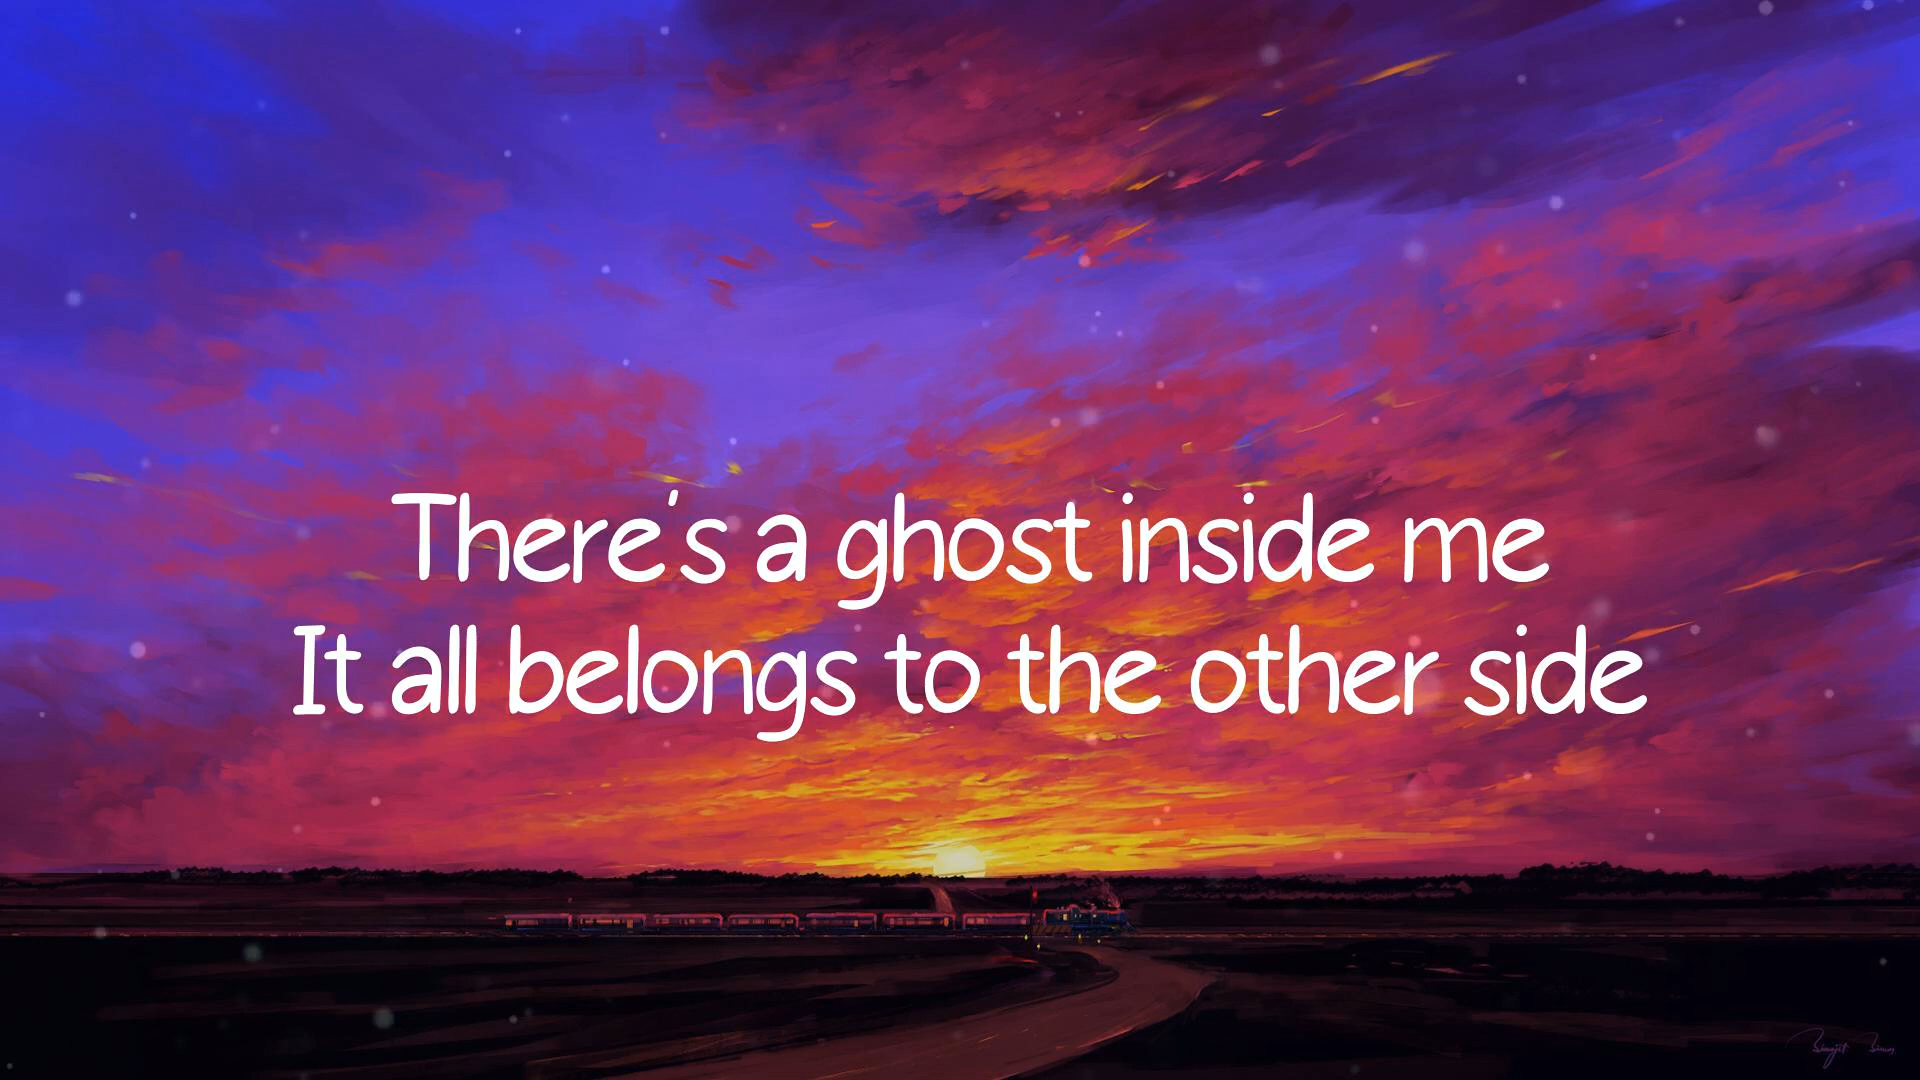 There's a ghost inside me
It all belongs to the other side